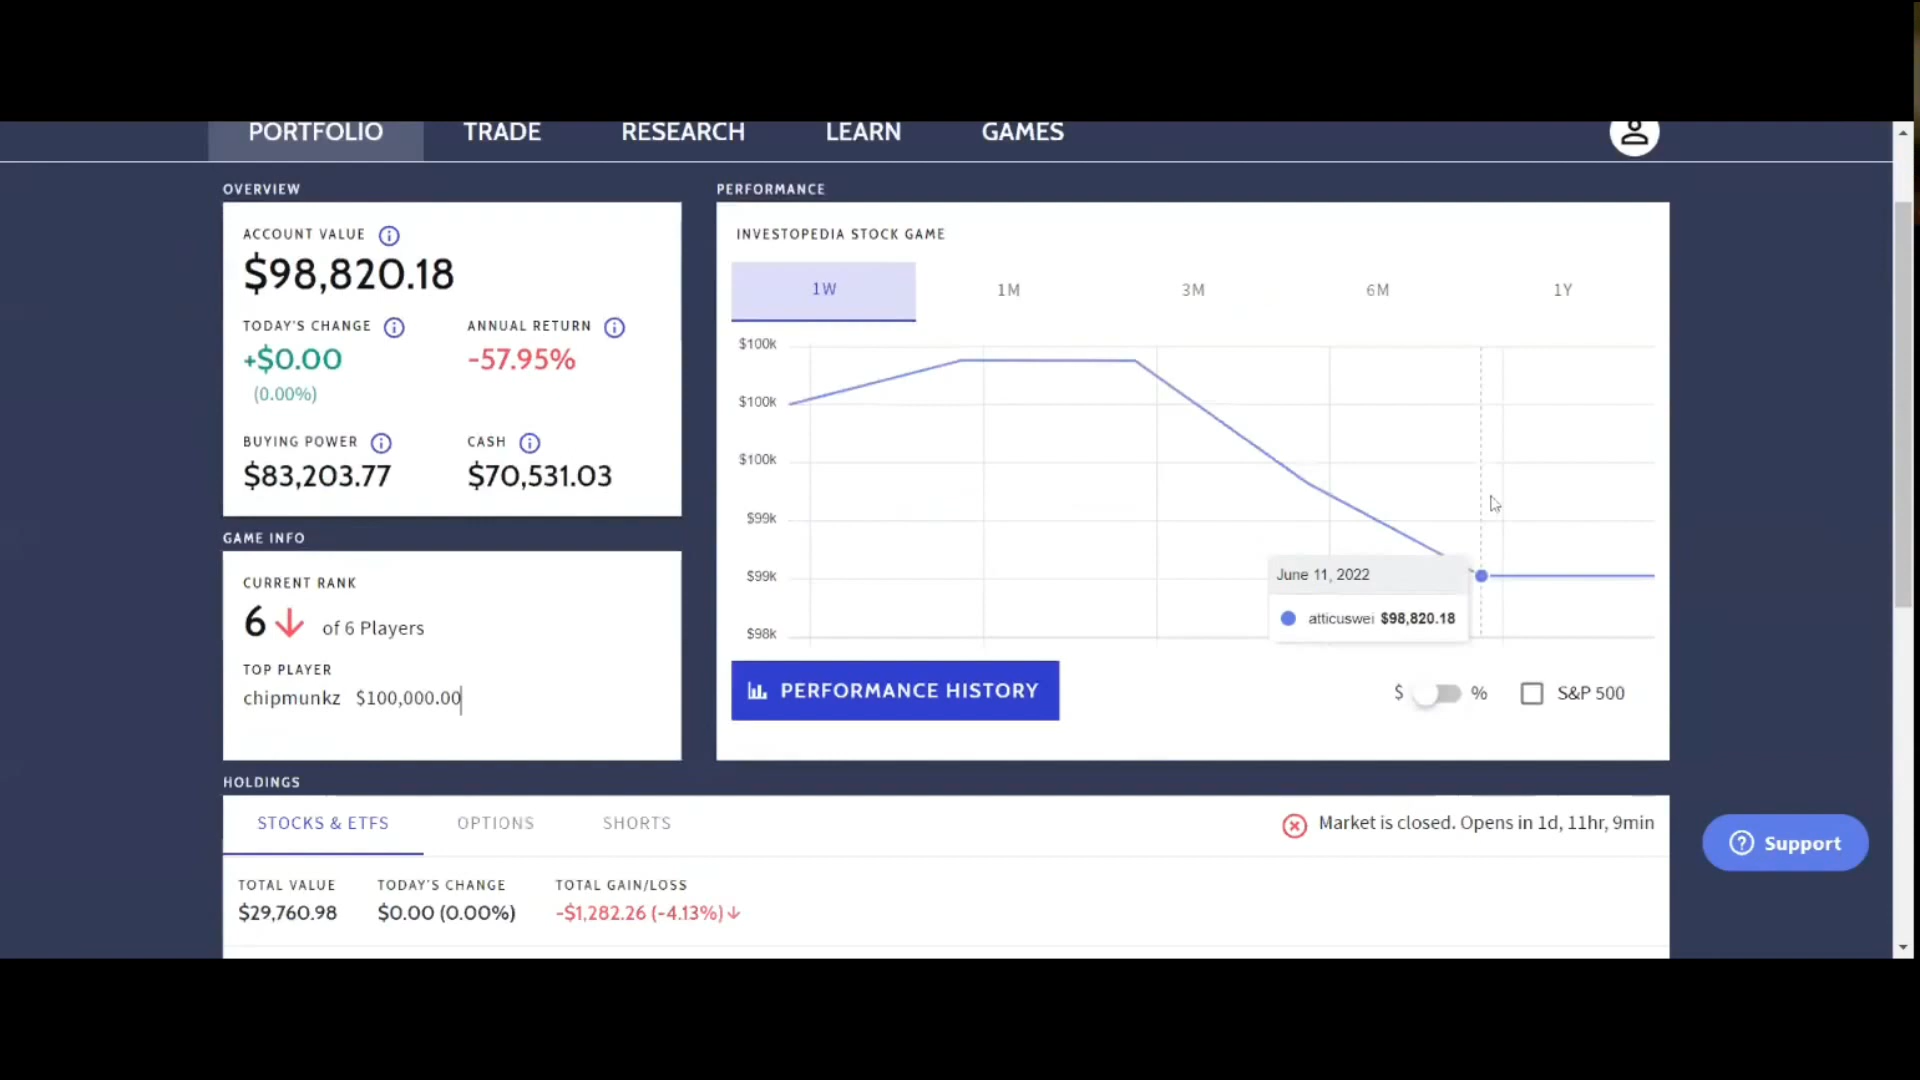 PORTFOLIO TRADE RESEARCH LEARN GAMES
OVERVIEW
ACCOUNT VALUE
$98,820.18
TODAY'S CHANGE ANNUAL RETURN
+$0.00 -57.95%
(0.00%)
BUYING POWER CASH
$83,203.77 $70,531.03
GAME INFO
CURRENT RANK
6 of 6 Players
TOP PLAYER
chipmunkz $100,000.00
PERFORMANCE
INVESTOPEDIA STOCK GAME
1W 1M 3M 6M 1Y
$100k
$100k
$100k
$99k
$99k
$98k
June 11, 2022
atticuswei $98,820.18
PERFORMANCE HISTORY
$ % S&P 500
HOLDINGS
STOCKS & ETFS OPTIONS SHORTS
Market is closed. Opens in 1d, 11hr, 9min
TOTAL VALUE TODAY'S CHANGE TOTAL GAIN/LOSS
$29,760.98 $0.00 (0.00%) -$1,282.26 (-4.13%)
Support